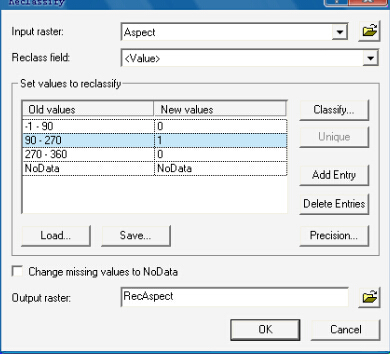 Reclassify
Input raster: Aspect
Reclass field: <Value>
Set values to reclassify
Old values New values Classify...
-1 - 90 0
90 - 270 1 Unique
270 - 360 0
NoData NoData Add Entry
Delete Entries
Load... Save... Precision...
Change missing values to NoData
Output raster: RecAspect
OK Cancel